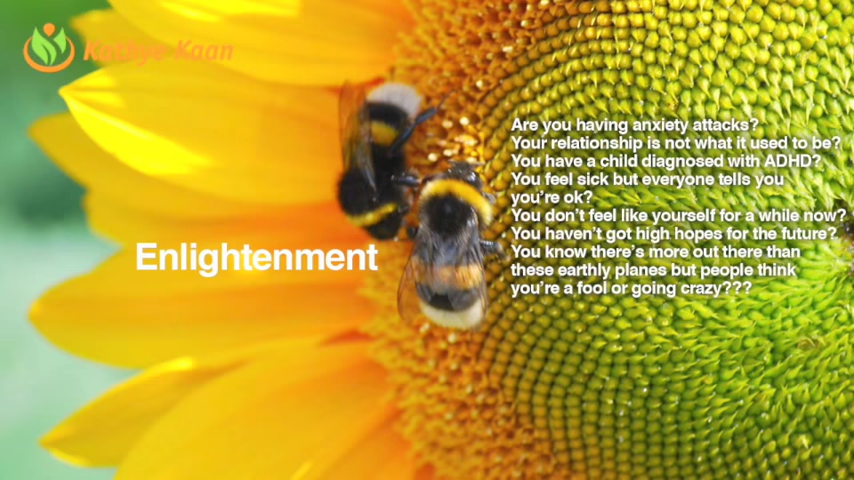 Kathye Kaan
Enlightenment
Are you having anxiety attacks?
Your relationship is not what it used to be?
You have a child diagnosed with ADHD?
You feel sick but everyone tells you
you're ok?
You don't feel like yourself for a while now?
You haven't got high hopes for the future?
You know there's more out there than
these earthly planes but people think
you're a fool or going crazy???